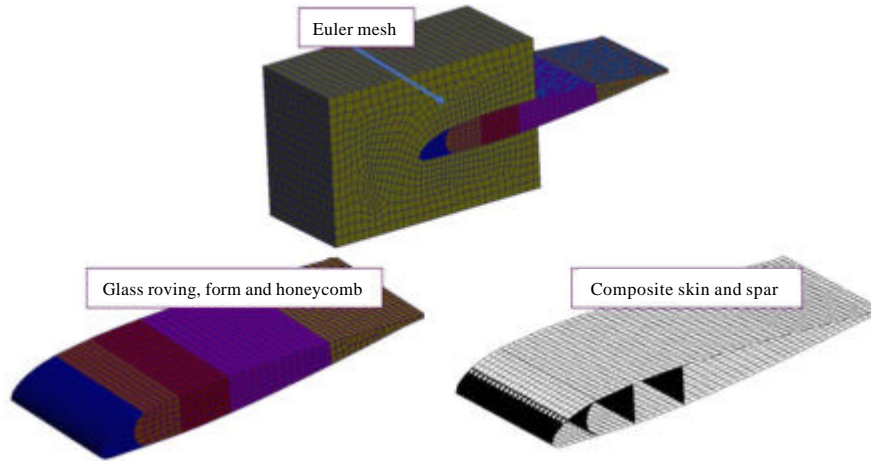 Euler mesh
Glass roving, form and honeycomb
Composite skin and spar